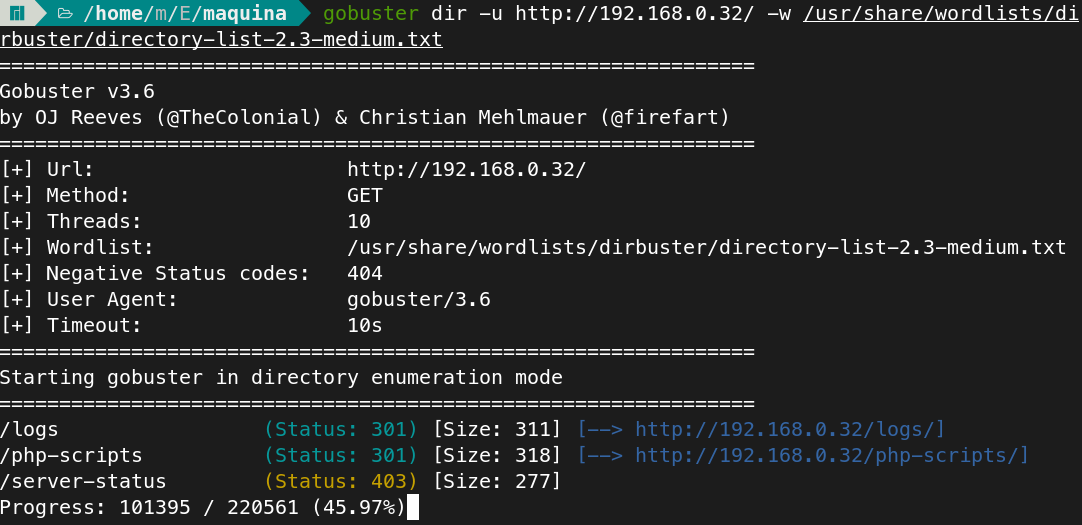 /home/m/E/maquina gobuster dir -u http://192.168.0.32/ -w /usr/share/wordlists/di
rbuster/directory-list-2.3-medium.txt
===============================================================
Gobuster v3.6
by OJ Reeves (@TheColonial) & Christian Mehlmauer (@firefart)
===============================================================
[+] Url:                     http://192.168.0.32/
[+] Method:                  GET
[+] Threads:                 10
[+] Wordlist:                /usr/share/wordlists/dirbuster/directory-list-2.3-medium.txt
[+] Negative Status codes:   404
[+] User Agent:              gobuster/3.6
[+] Timeout:                 10s
===============================================================
Starting gobuster in directory enumeration mode
===============================================================
/logs                 (Status: 301) [Size: 311] [--> http://192.168.0.32/logs/]
/php-scripts          (Status: 301) [Size: 318] [--> http://192.168.0.32/php-scripts/]
/server-status        (Status: 403) [Size: 277]
Progress: 101395 / 220561 (45.97%)